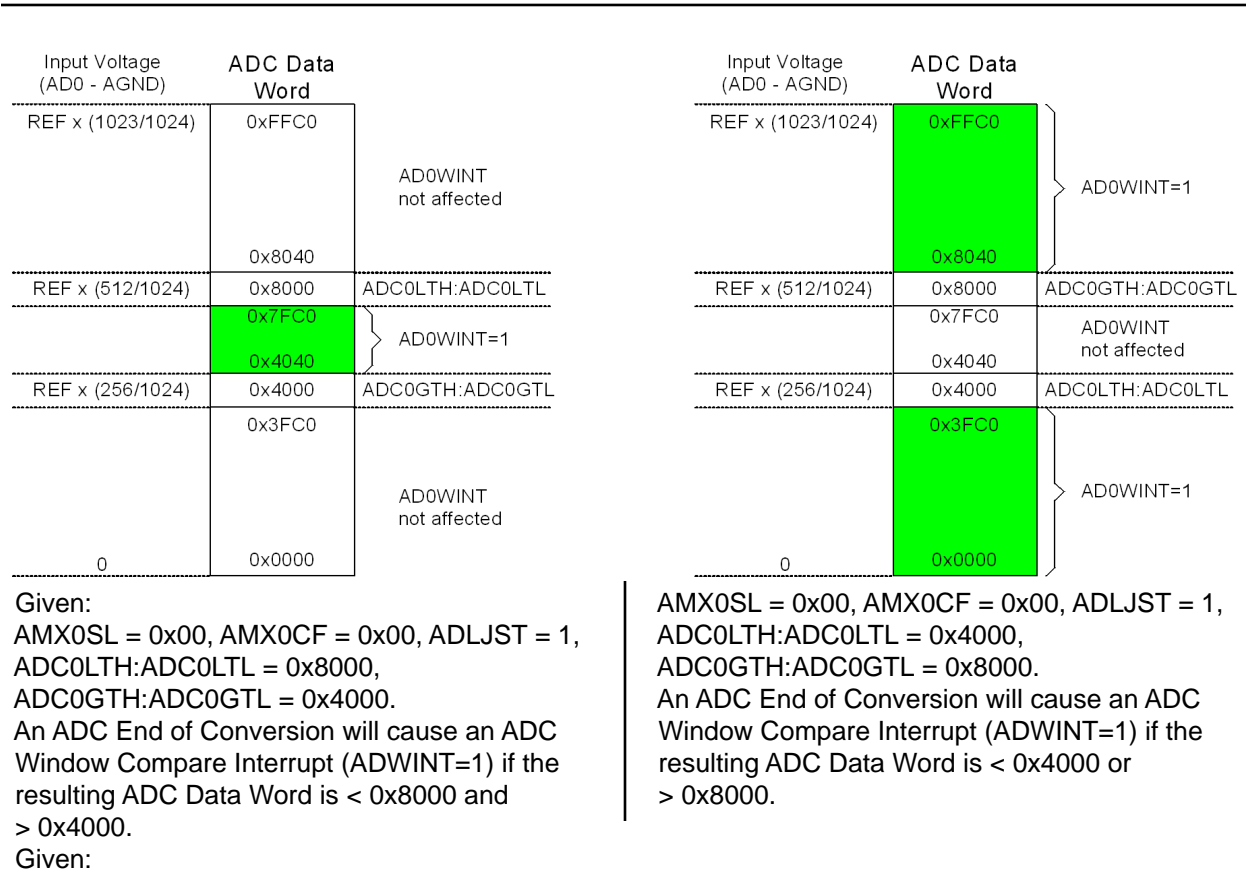 Input Voltage
(AD0 - AGND)
ADC Data
Word
REF x (1023/1024)
0xFFC0
AD0WINT
not affected
0x8040
REF x (512/1024)
0x8000
ADC0LTH:ADC0LTL
0x7FC0
AD0WINT=1
0x4040
REF x (256/1024)
0x4000
ADC0GTH:ADC0GTL
0x3FC0
AD0WINT
not affected
0
0x0000
Given:
AMX0SL = 0x00, AMX0CF = 0x00, ADLJST = 1,
ADC0LTH:ADC0LTL = 0x8000,
ADC0GTH:ADC0GTL = 0x4000.
An ADC End of Conversion will cause an ADC
Window Compare Interrupt (ADWINT=1) if the
resulting ADC Data Word is < 0x8000 and
> 0x4000.
Given:
Input Voltage
(AD0 - AGND)
ADC Data
Word
REF x (1023/1024)
0xFFC0
AD0WINT=1
0x8040
REF x (512/1024)
0x8000
ADC0GTH:ADC0GTL
0x7FC0
AD0WINT
not affected
0x4040
REF x (256/1024)
0x4000
ADC0LTH:ADC0LTL
0x3FC0
AD0WINT=1
0
0x0000
AMX0SL = 0x00, AMX0CF = 0x00, ADLJST = 1,
ADC0LTH:ADC0LTL = 0x4000,
ADC0GTH:ADC0GTL = 0x8000.
An ADC End of Conversion will cause an ADC
Window Compare Interrupt (ADWINT=1) if the
resulting ADC Data Word is < 0x4000 or
> 0x8000.